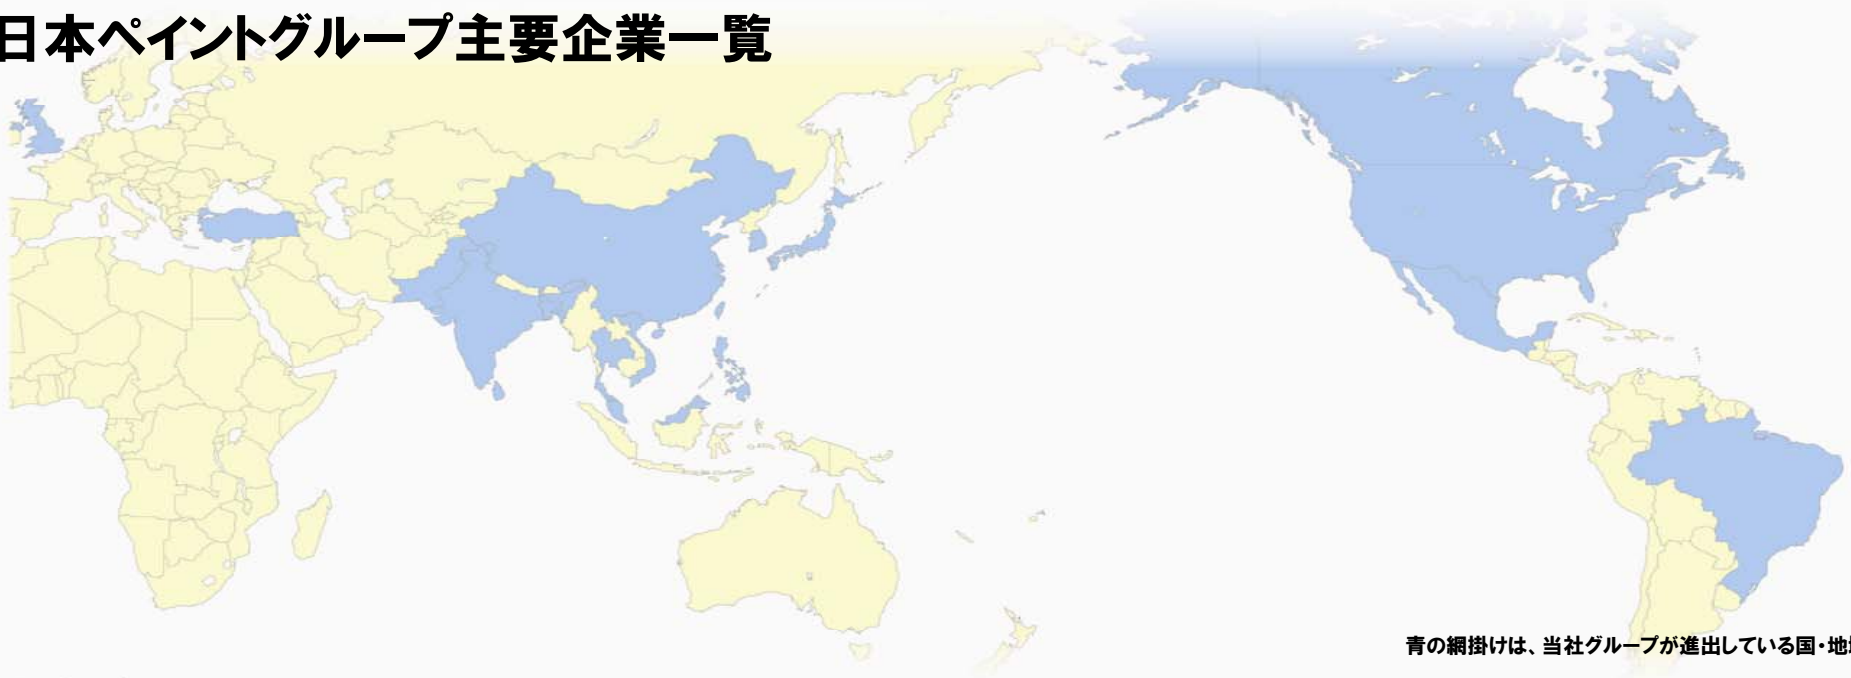 日本ペイントグループ主要企業一覧
青の網掛けは、当社グループが進出している国・地